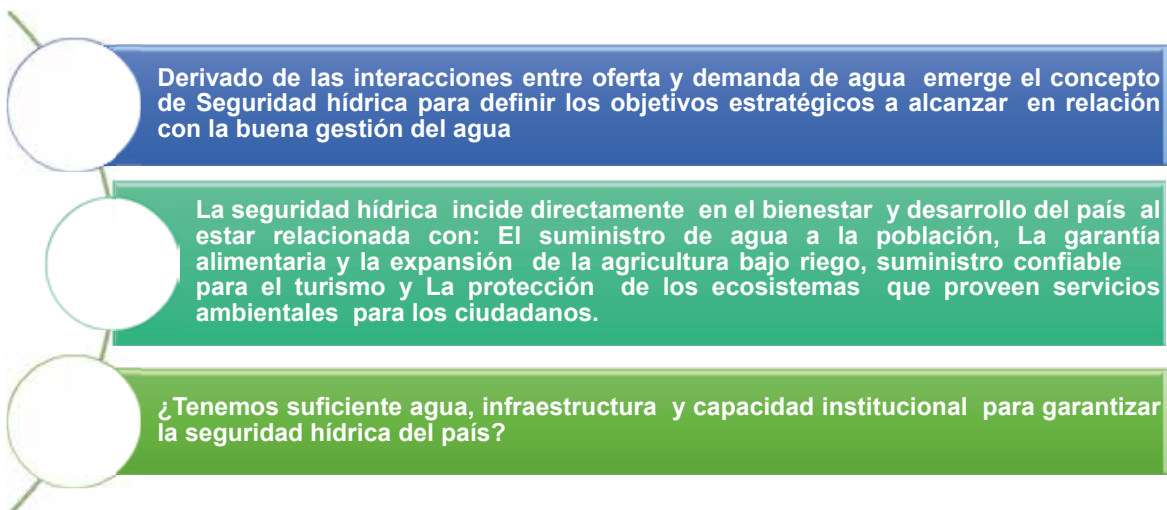 Derivado de las interacciones entre oferta y demanda de agua emerge el concepto
de Seguridad hídrica para definir los objetivos estratégicos a alcanzar en relación
con la buena gestión del agua
La seguridad hídrica incide directamente en el bienestar y desarrollo del país al
estar relacionada con: El suministro de agua a la población, La garantía
alimentaria y la expansión de la agricultura bajo riego, suministro confiable
para el turismo y La protección de los ecosistemas que proveen servicios
ambientales para los ciudadanos.
¿Tenemos suficiente agua, infraestructura y capacidad institucional para garantizar
la seguridad hídrica del país?